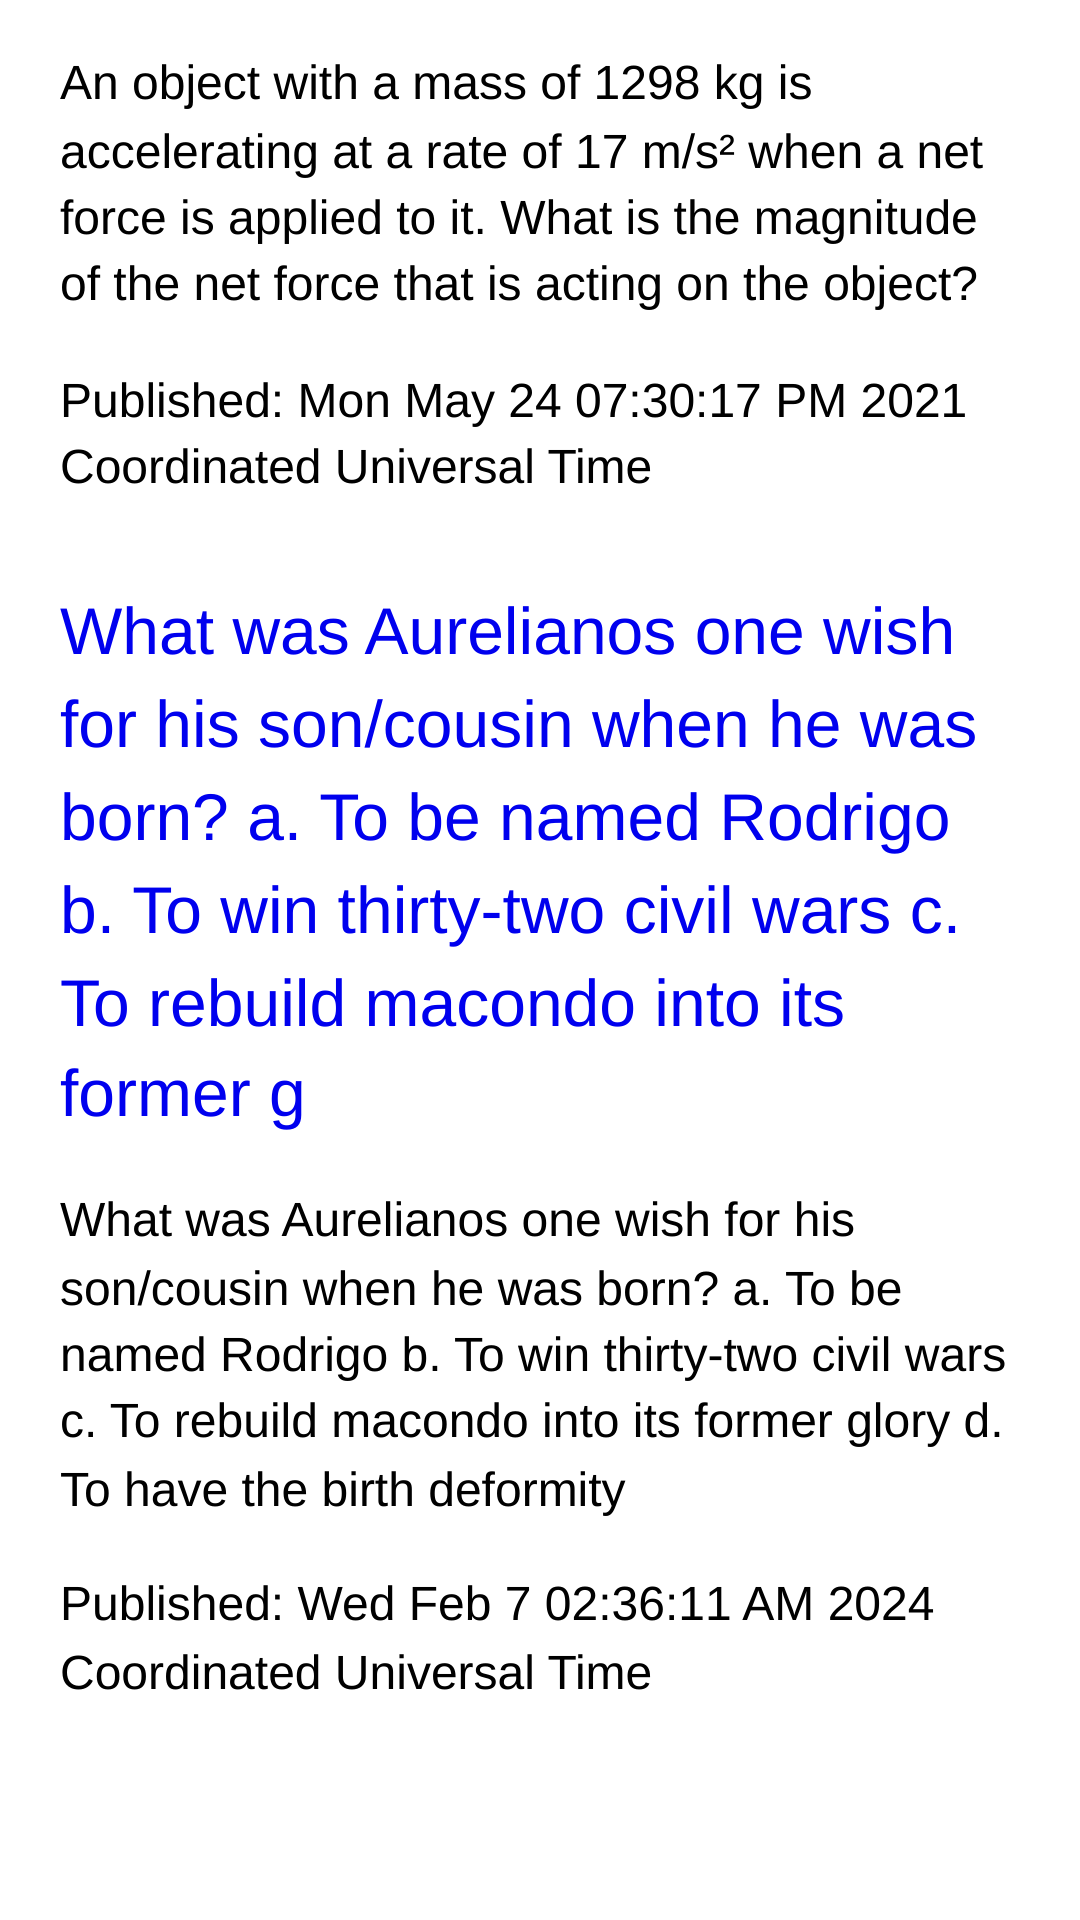 An object with a mass of 1298 kg is
accelerating at a rate of 17 m/s² when a net
force is applied to it. What is the magnitude
of the net force that is acting on the object?
Published: Mon May 24 07:30:17 PM 2021
Coordinated Universal Time
What was Aurelianos one wish
for his son/cousin when he was
born? a. To be named Rodrigo
b. To win thirty-two civil wars c.
To rebuild macondo into its
former g
What was Aurelianos one wish for his
son/cousin when he was born? a. To be
named Rodrigo b. To win thirty-two civil wars
c. To rebuild macondo into its former glory d.
To have the birth deformity
Published: Wed Feb 7 02:36:11 AM 2024
Coordinated Universal Time